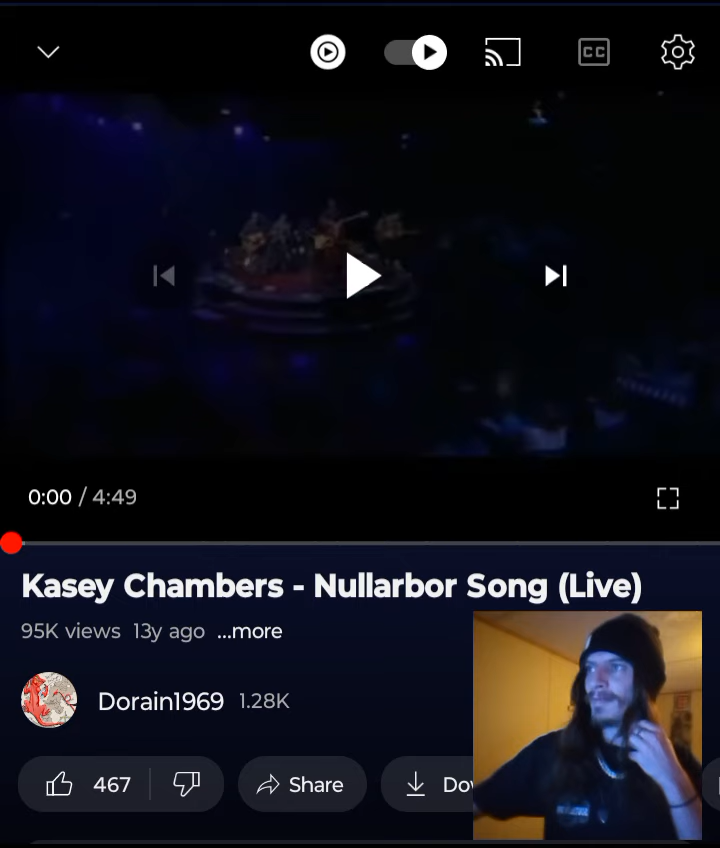 CC
0:00 / 4:49
Kasey Chambers - Nullarbor Song (Live)
95K views 13y ago ...more
Dorain1969 1.28K
467 Share Do